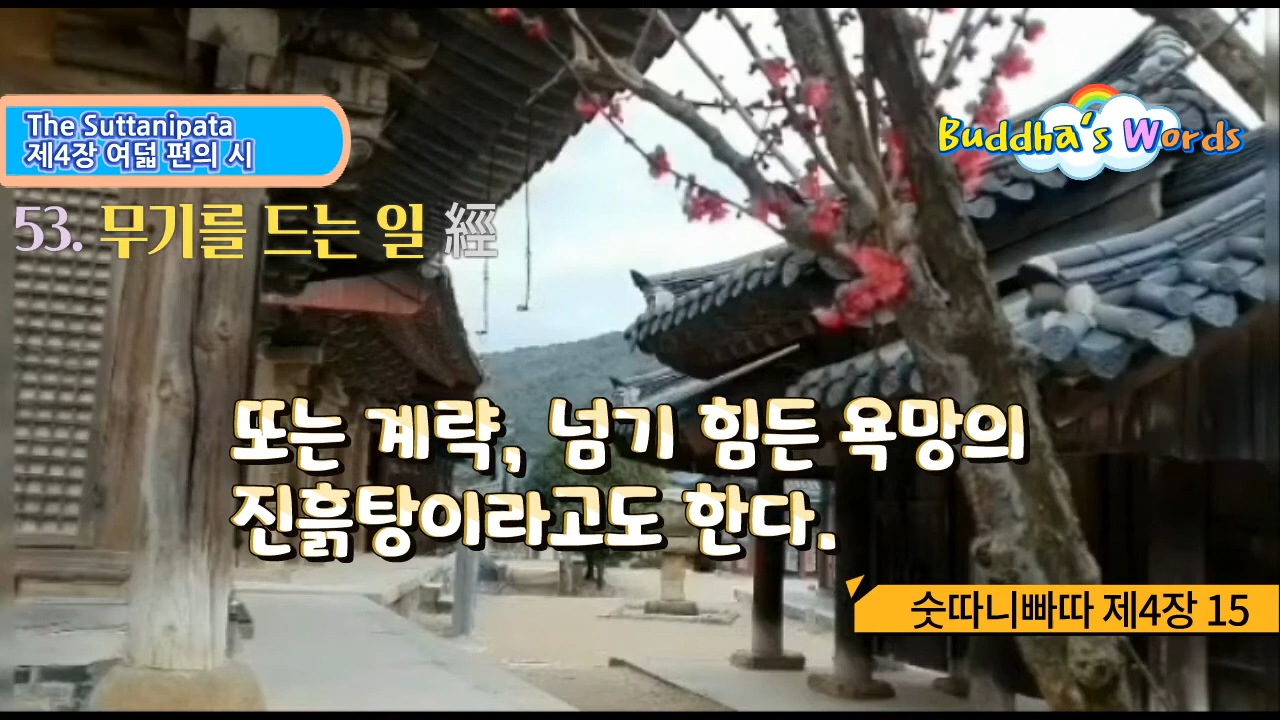 The Suttanipata
제4장 여덟 편의 시
Buddha's Words
53. 무기를 드는 일 經
또는 계략, 넘기 힘든 욕망의
진흙탕이라고도 한다.
숫따니빠따 제4장 15